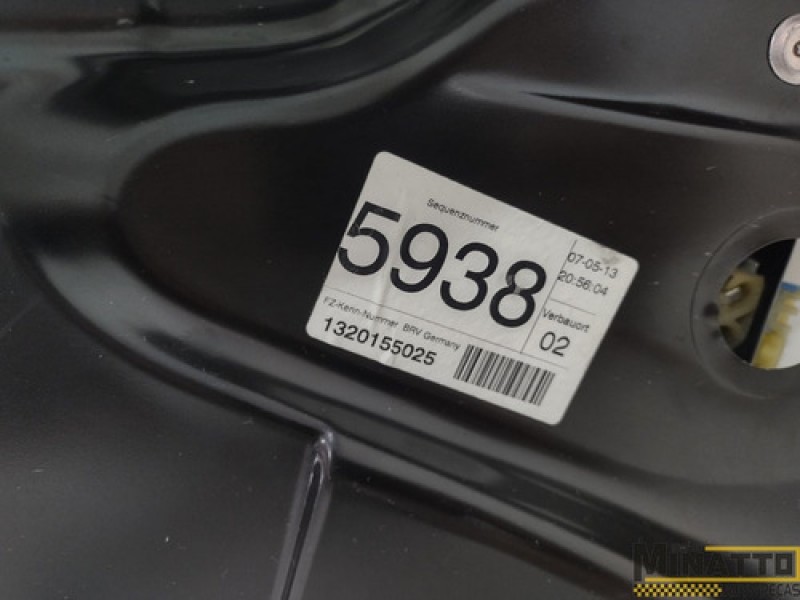 Sequenznummer
5938
07-05-13
20:56:04
Verbauort
02
FZ-Kenn-Nummer BRV Germany
1320155025
MINATTO